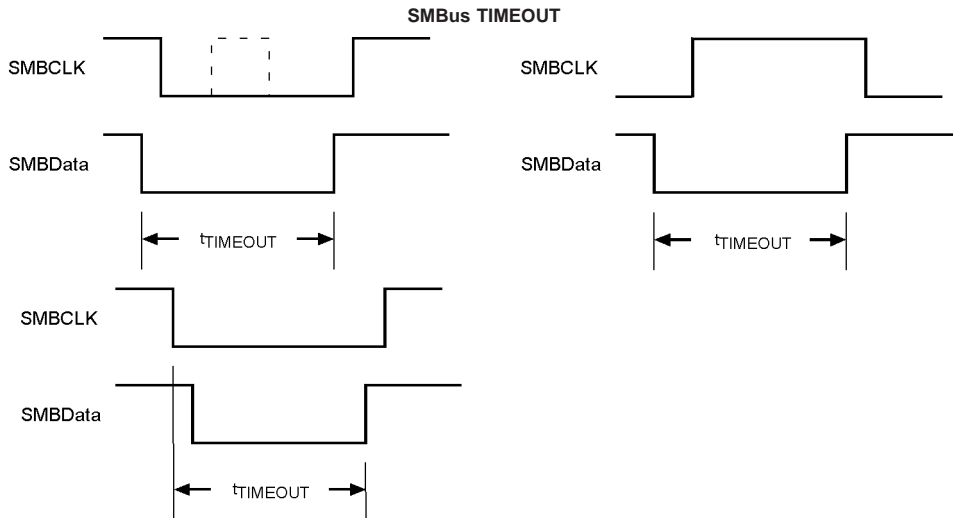 SMBus TIMEOUT
SMBCLK
SMBData
tTIMEOUT
SMBCLK
SMBData
tTIMEOUT
SMBCLK
SMBData
tTIMEOUT